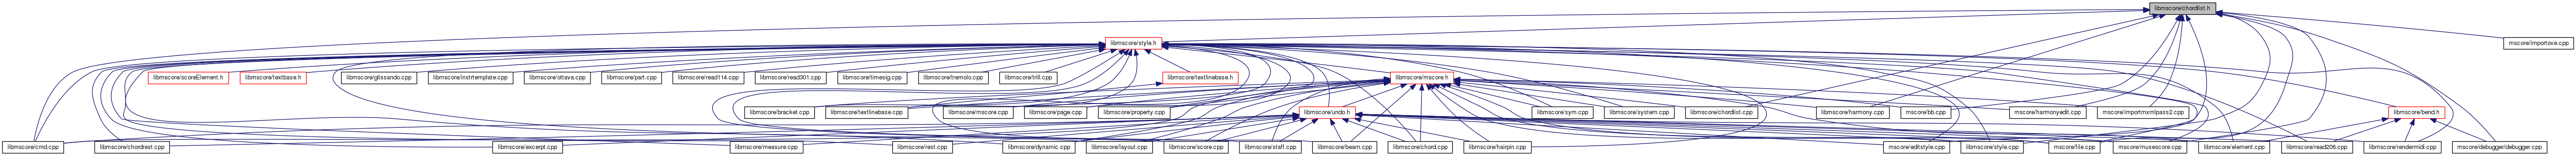 libmscore/chordlist.h
libmscore/style.h
mscore/importove.cpp
libmscore/scoreElement.h
libmscore/textbase.h
libmscore/glissando.cpp
libmscore/instrtemplate.cpp
libmscore/ottava.cpp
libmscore/part.cpp
libmscore/read114.cpp
libmscore/read301.cpp
libmscore/timesig.cpp
libmscore/tremolo.cpp
libmscore/trill.cpp
libmscore/textlinebase.h
libmscore/mscore.h
libmscore/bracket.cpp
libmscore/textlinebase.cpp
libmscore/mscore.cpp
libmscore/page.cpp
libmscore/property.cpp
libmscore/undo.h
libmscore/sym.cpp
libmscore/system.cpp
libmscore/chordlist.cpp
libmscore/harmony.cpp
mscore/bb.cpp
mscore/harmonyedit.cpp
mscore/importmxmlpass2.cpp
libmscore/bend.h
libmscore/cmd.cpp
libmscore/chordrest.cpp
libmscore/excerpt.cpp
libmscore/measure.cpp
libmscore/rest.cpp
libmscore/dynamic.cpp
libmscore/layout.cpp
libmscore/score.cpp
libmscore/staff.cpp
libmscore/beam.cpp
libmscore/chord.cpp
libmscore/hairpin.cpp
mscore/editstyle.cpp
libmscore/style.cpp
mscore/file.cpp
mscore/musescore.cpp
libmscore/element.cpp
libmscore/read206.cpp
libmscore/rendermidi.cpp
mscore/debugger/debugger.cpp